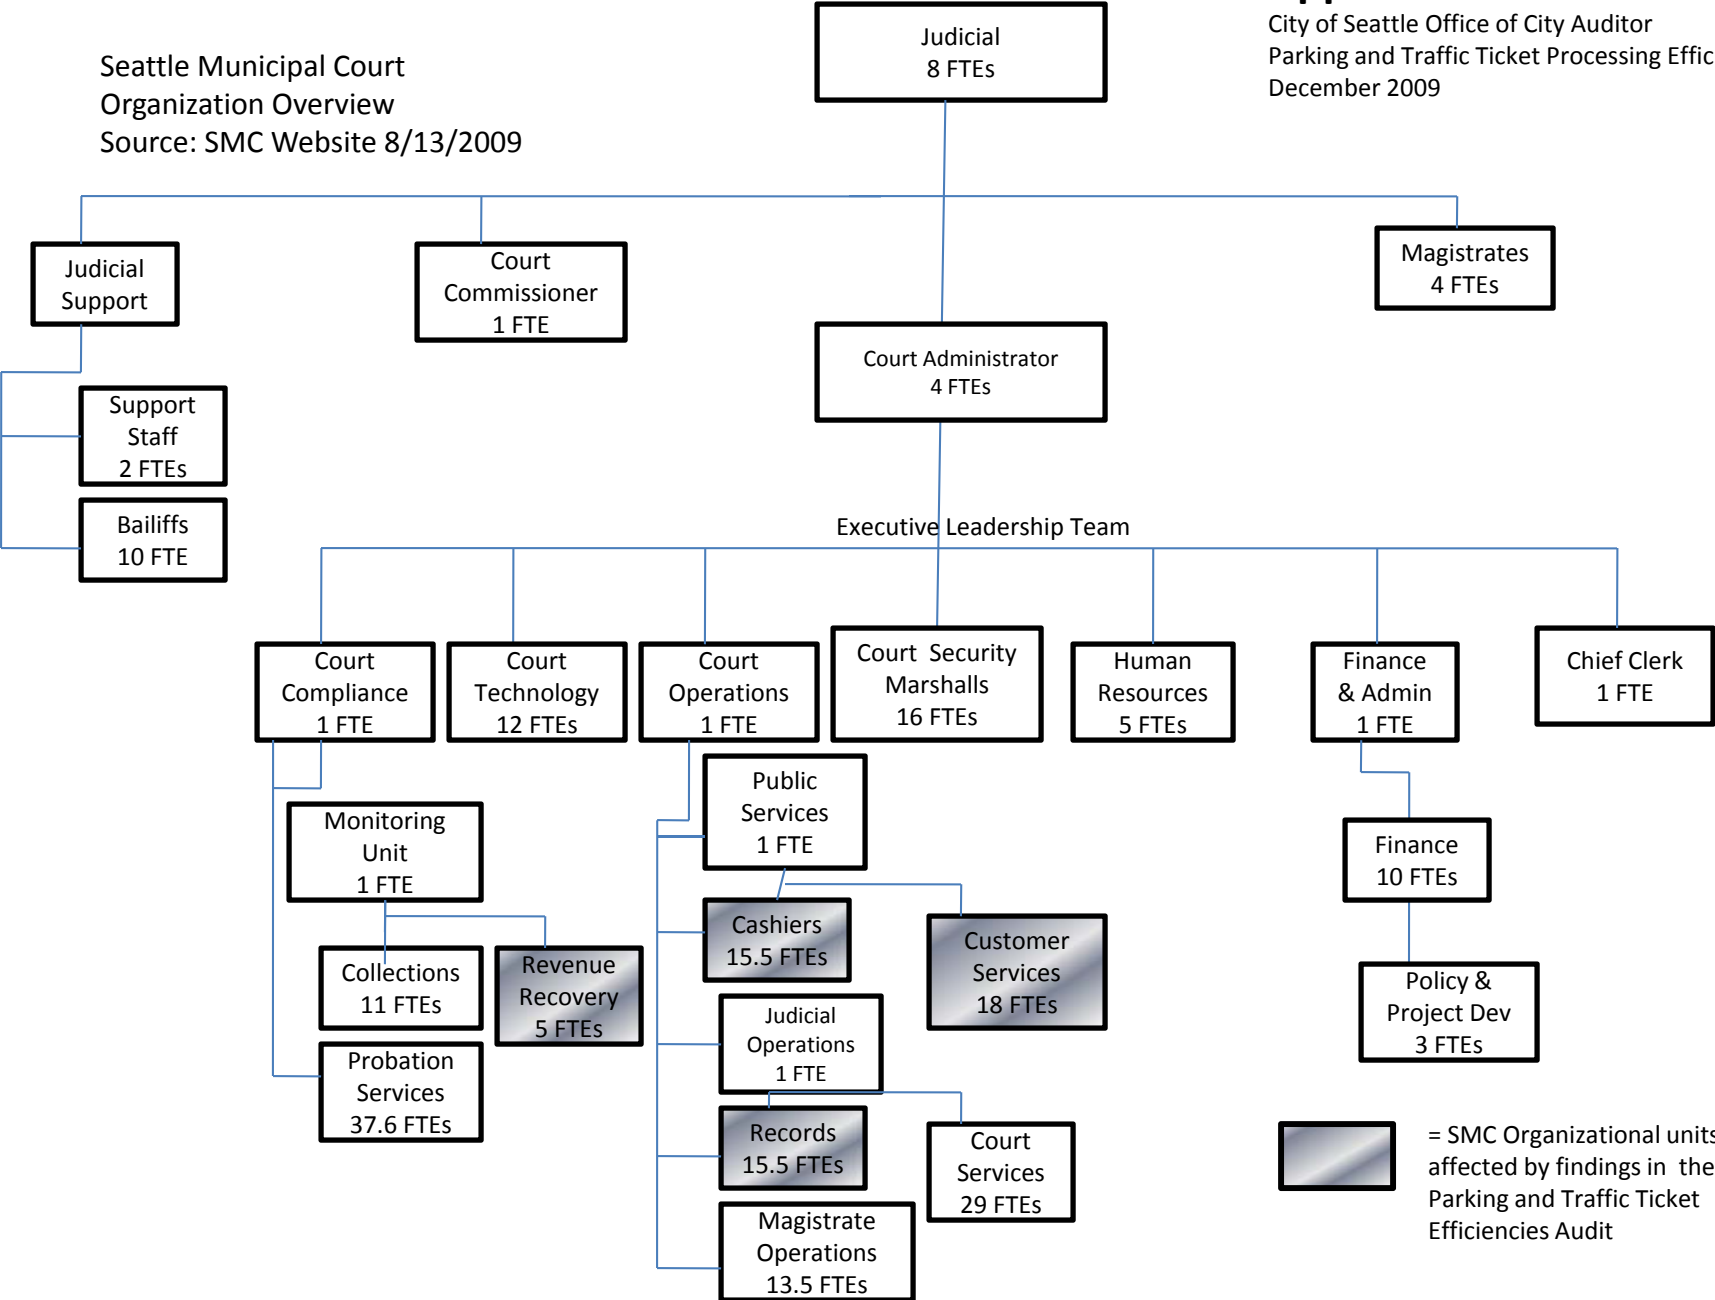 City of Seattle Office of City Auditor
Parking and Traffic Ticket Processing
December 2009
Seattle Municipal Court
Organization Overview
Source: SMC Website 8/13/2009
Judicial
8 FTEs
Judicial
Support
Court
Commissioner
1 FTE
Magistrates
4 FTEs
Court Administrator
4 FTEs
Support
Staff
2 FTEs
Bailiffs
10 FTE
Executive Leadership Team
Court
Compliance
1 FTE
Court
Technology
12 FTEs
Court
Operations
1 FTE
Court  Security
Marshalls
16 FTEs
Human
Resources
5 FTEs
Finance
& Admin
1 FTE
Chief Clerk
1 FTE
Monitoring
Unit
1 FTE
Collections
11 FTEs
Revenue
Recovery
5 FTEs
Probation
Services
37.6 FTEs
Public
Services
1 FTE
Cashiers
15.5 FTEs
Customer
Services
18 FTEs
Judicial
Operations
1 FTE
Records
15.5 FTEs
Court
Services
29 FTEs
Magistrate
Operations
13.5 FTEs
Finance
10 FTEs
Policy &
Project Dev
3 FTEs
= SMC Organizational units
affected by findings in  the
Parking and Traffic Ticket
Efficiencies Audit